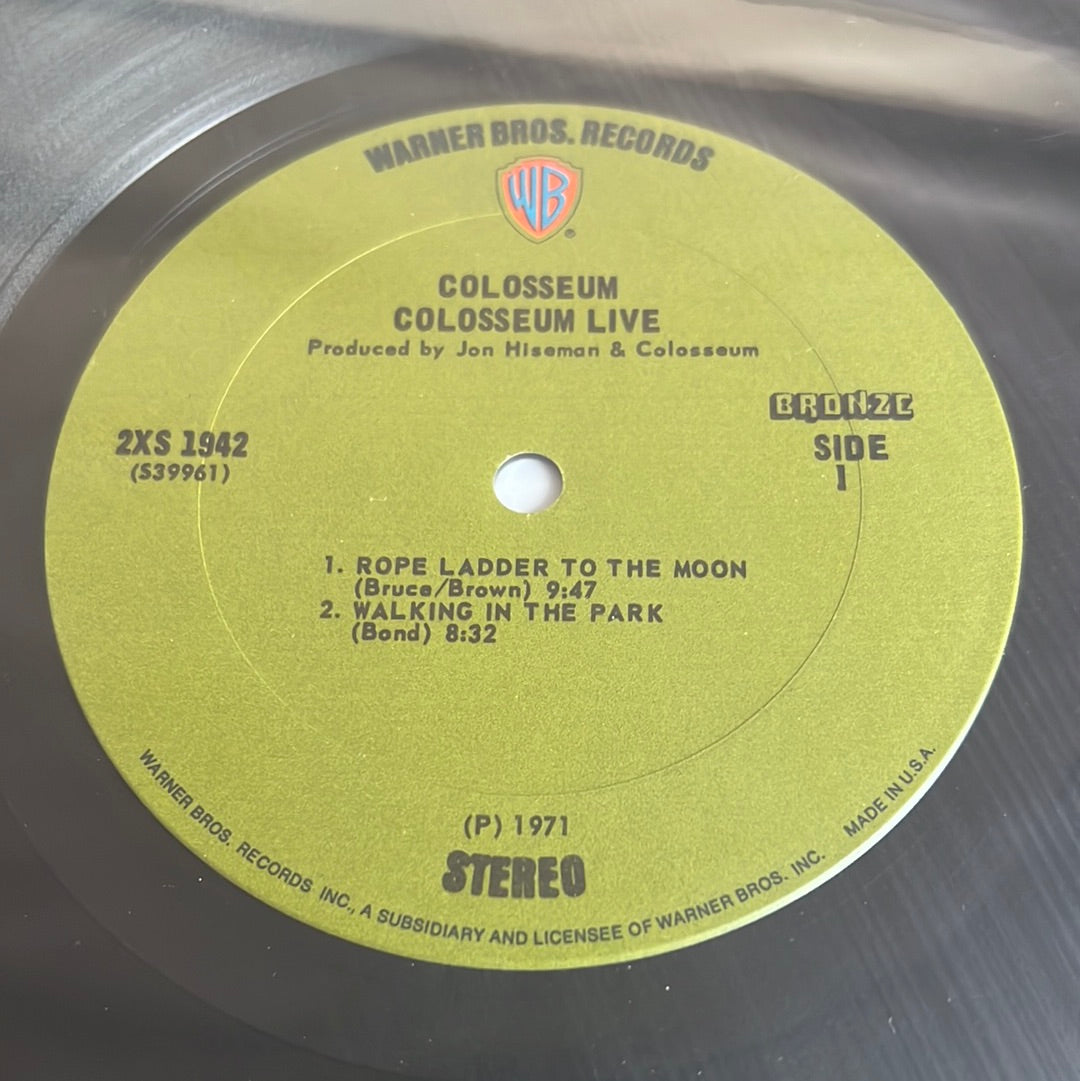 WARNER BROS. RECORDS
WB
®
COLOSSEUM
COLOSSEUM LIVE
Produced by Jon Hiseman & Colosseum
BRONZE
2XS 1942
(S39961)
SIDE
1
1. ROPE LADDER TO THE MOON
(Bruce/Brown) 9:47
2. WALKING IN THE PARK
(Bond) 8:32
(P) 1971
STEREO
WARNER BROS. RECORDS INC., A SUBSIDIARY AND LICENSEE OF WARNER BROS. INC. MADE IN U.S.A.